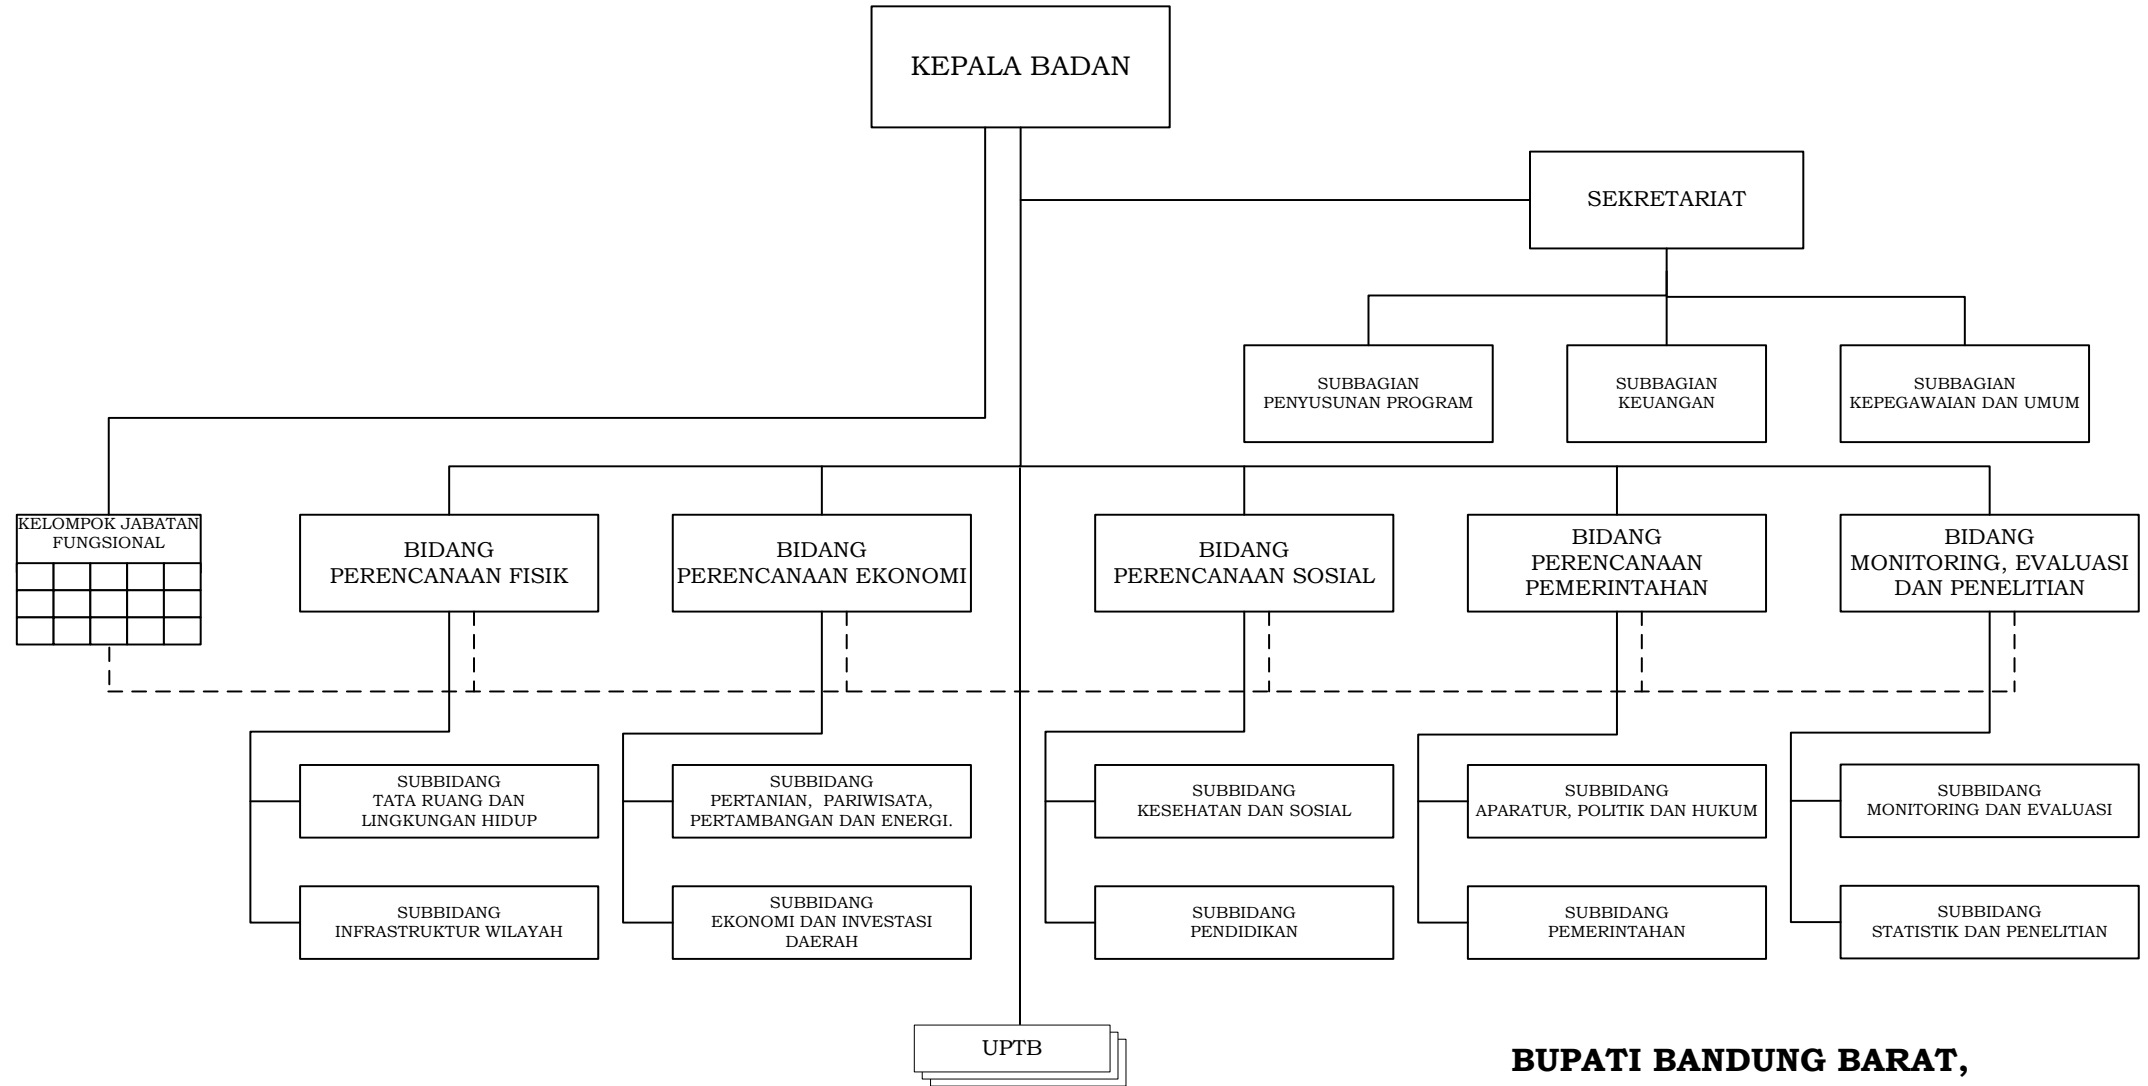 KEPALA BADAN
SEKRETARIAT
SUBBAGIAN
PENYUSUNAN PROGRAM
SUBBAGIAN
KEUANGAN
SUBBAGIAN
KEPEGAWAIAN DAN UMUM
KELOMPOK JABATAN
FUNGSIONAL
BIDANG
PERENCANAAN FISIK
BIDANG
PERENCANAAN EKONOMI
BIDANG
PERENCANAAN SOSIAL
BIDANG
PERENCANAAN
PEMERINTAHAN
BIDANG
MONITORING, EVALUASI
DAN PENELITIAN
SUBBIDANG
TATA RUANG DAN
LINGKUNGAN HIDUP
SUBBIDANG
PERTANIAN, PARIWISATA,
PERTAMBANGAN DAN ENERGI.
SUBBIDANG
KESEHATAN DAN SOSIAL
SUBBIDANG
APARATUR, POLITIK DAN HUKUM
SUBBIDANG
MONITORING DAN EVALUASI
SUBBIDANG
INFRASTRUKTUR WILAYAH
SUBBIDANG
EKONOMI DAN INVESTASI
DAERAH
SUBBIDANG
PENDIDIKAN
SUBBIDANG
PEMERINTAHAN
SUBBIDANG
STATISTIK DAN PENELITIAN
UPTB
BUPATI BANDUNG BARAT,